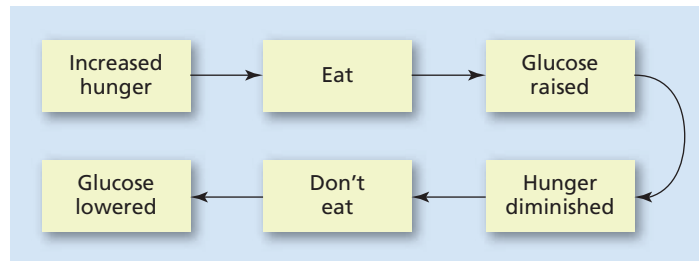 Increased
hunger
Eat
Glucose
raised
Hunger
diminished
Don’t
eat
Glucose
lowered